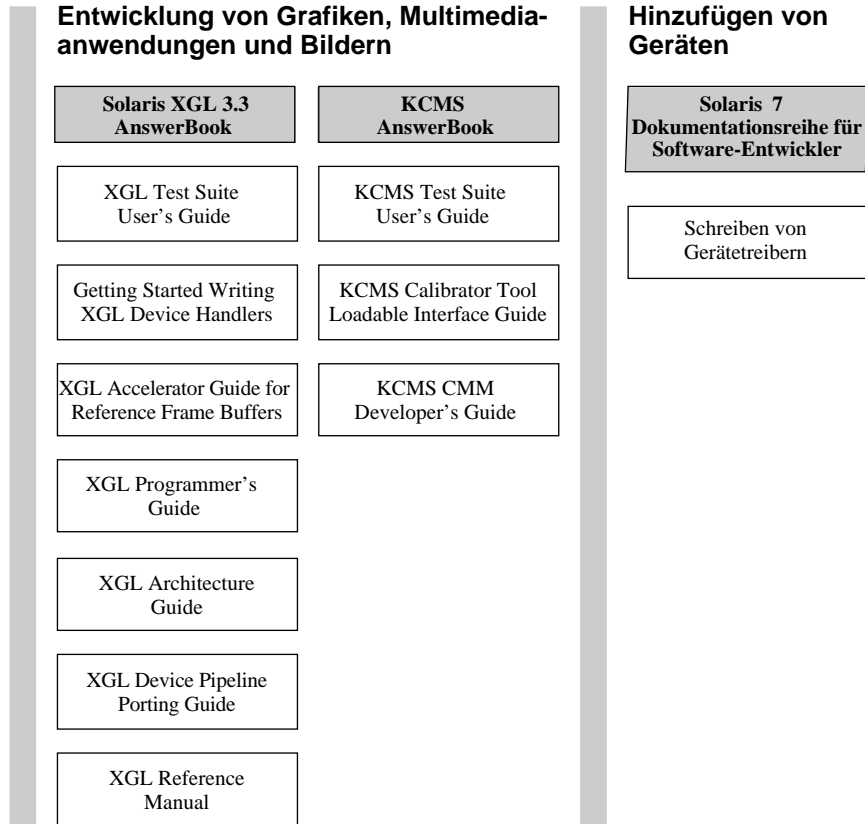 Entwicklung von Grafiken, Multimedia-
anwendungen und Bildern
Solaris XGL 3.3
AnswerBook
XGL Test Suite
User’s Guide
Getting Started Writing
XGL Device Handlers
XGL Accelerator Guide for
Reference Frame Buffers
XGL Programmer’s
Guide
XGL Architecture
Guide
XGL Device Pipeline
Porting Guide
XGL Reference
Manual
KCMS
AnswerBook
KCMS Test Suite
User’s Guide
KCMS Calibrator Tool
Loadable Interface Guide
KCMS CMM
Developer’s Guide
Hinzufügen von
Geräten
Solaris 7
Dokumentationsreihe für
Software-Entwickler
Schreiben von
Gerätetreibern